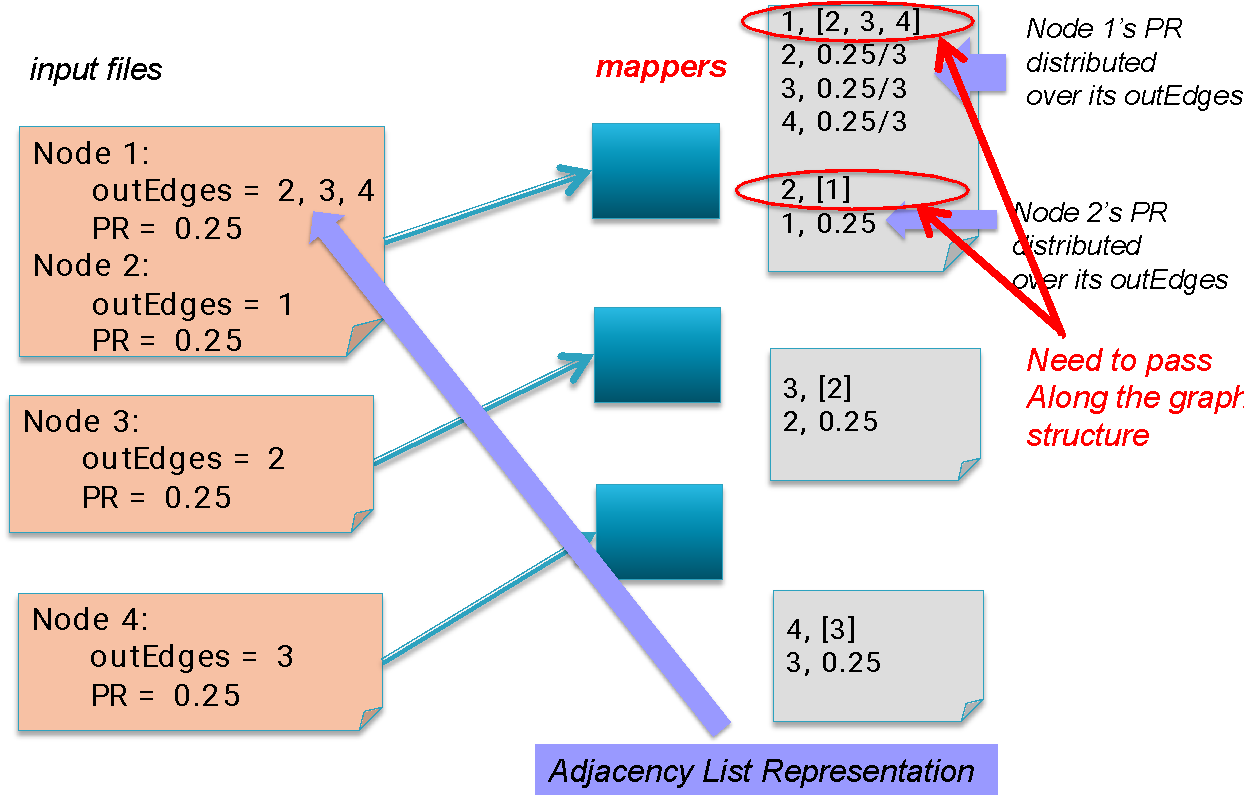 input files
mappers
Node 1:
outEdges = 2, 3, 4
PR = 0.25
Node 2:
outEdges = 1
PR = 0.25
Node 3:
outEdges = 2
PR = 0.25
Node 4:
outEdges = 3
PR = 0.25
1, [2, 3, 4]
2, 0.25/3
3, 0.25/3
4, 0.25/3
2, [1]
1, 0.25
3, [2]
2, 0.25
4, [3]
3, 0.25
Node 1’s PR
distributed
over its outEdges
Node 2’s PR
distributed
over its outEdges
Need to pass
Along the graph
structure
Adjacency List Representation